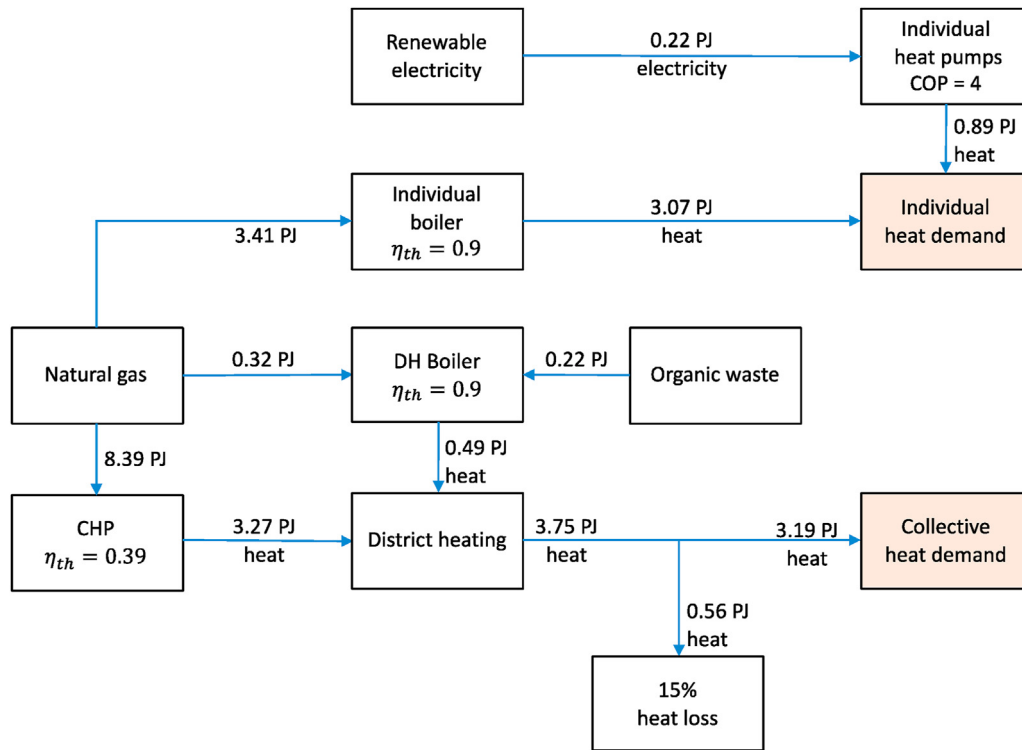 Renewable
electricity
0.22 PJ
electricity
Individual
heat pumps
COP = 4
0.89 PJ
heat
3.41 PJ
Individual
boiler
η_th = 0.9
3.07 PJ
heat
Individual
heat demand
Natural gas
0.32 PJ
DH Boiler
η_th = 0.9
0.22 PJ
Organic waste
8.39 PJ
0.49 PJ
heat
CHP
η_th = 0.39
3.27 PJ
heat
District heating
3.75 PJ
heat
3.19 PJ
heat
Collective
heat demand
0.56 PJ
heat
15%
heat loss